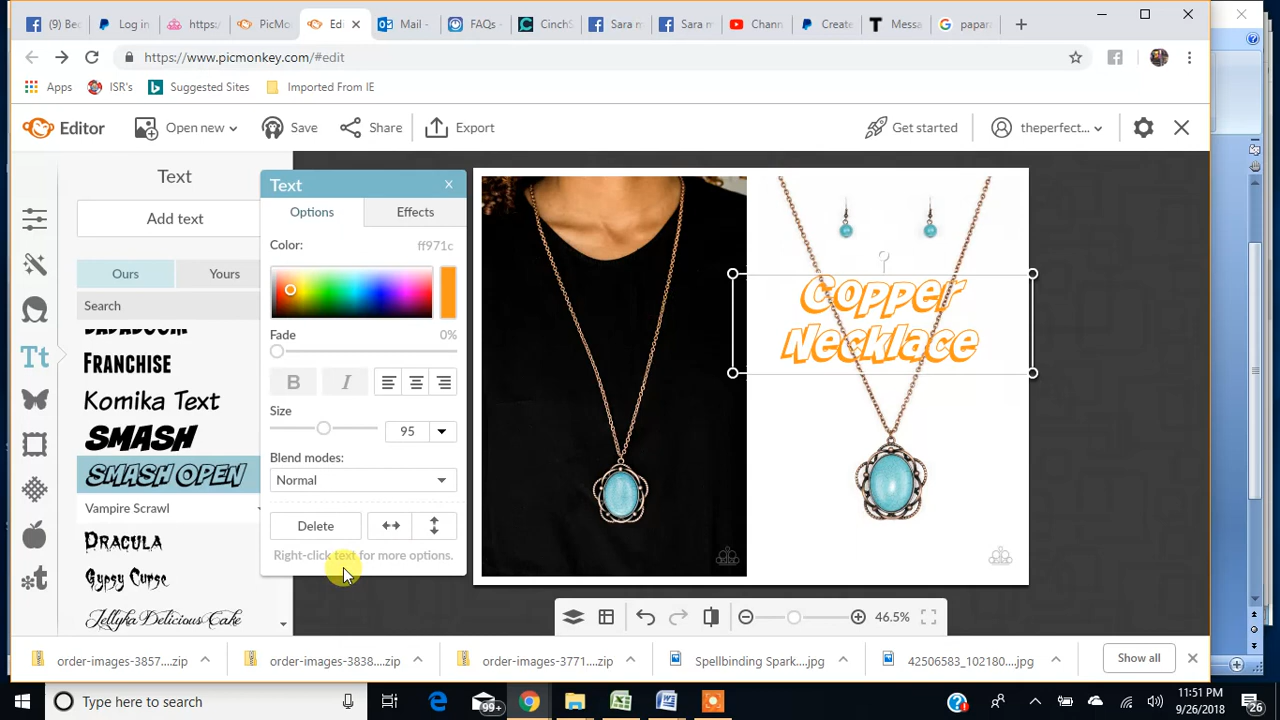 (9) Bec
Log in
https:
PicMo
Edi
Mail -
FAQs -
CinchS
Sara m
Sara m
Chann
Create
Messa
papar
https://www.picmonkey.com/#edit
Apps
ISR's
Suggested Sites
Imported From IE
Editor
Open new
Save
Share
Export
Get started
theperfect...
Text
Add text
Ours
Yours
Search
BADABOOM
FRANCHISE
Komika Text
SMASH
SMASH OPEN
Vampire Scrawl
DRACULA
Gypsy Curse
Jellyka Delicious Cake
Text
Options
Effects
Color:
ff971c
Fade
0%
B
I
Size
95
Blend modes:
Normal
Delete
Right-click text for more options.
Copper
Necklace
46.5%
order-images-3857....zip
order-images-3838....zip
order-images-3771....zip
Spellbinding Spark....jpg
42506583_102180....jpg
Show all
Type here to search
99+
11:51 PM
9/26/2018
26